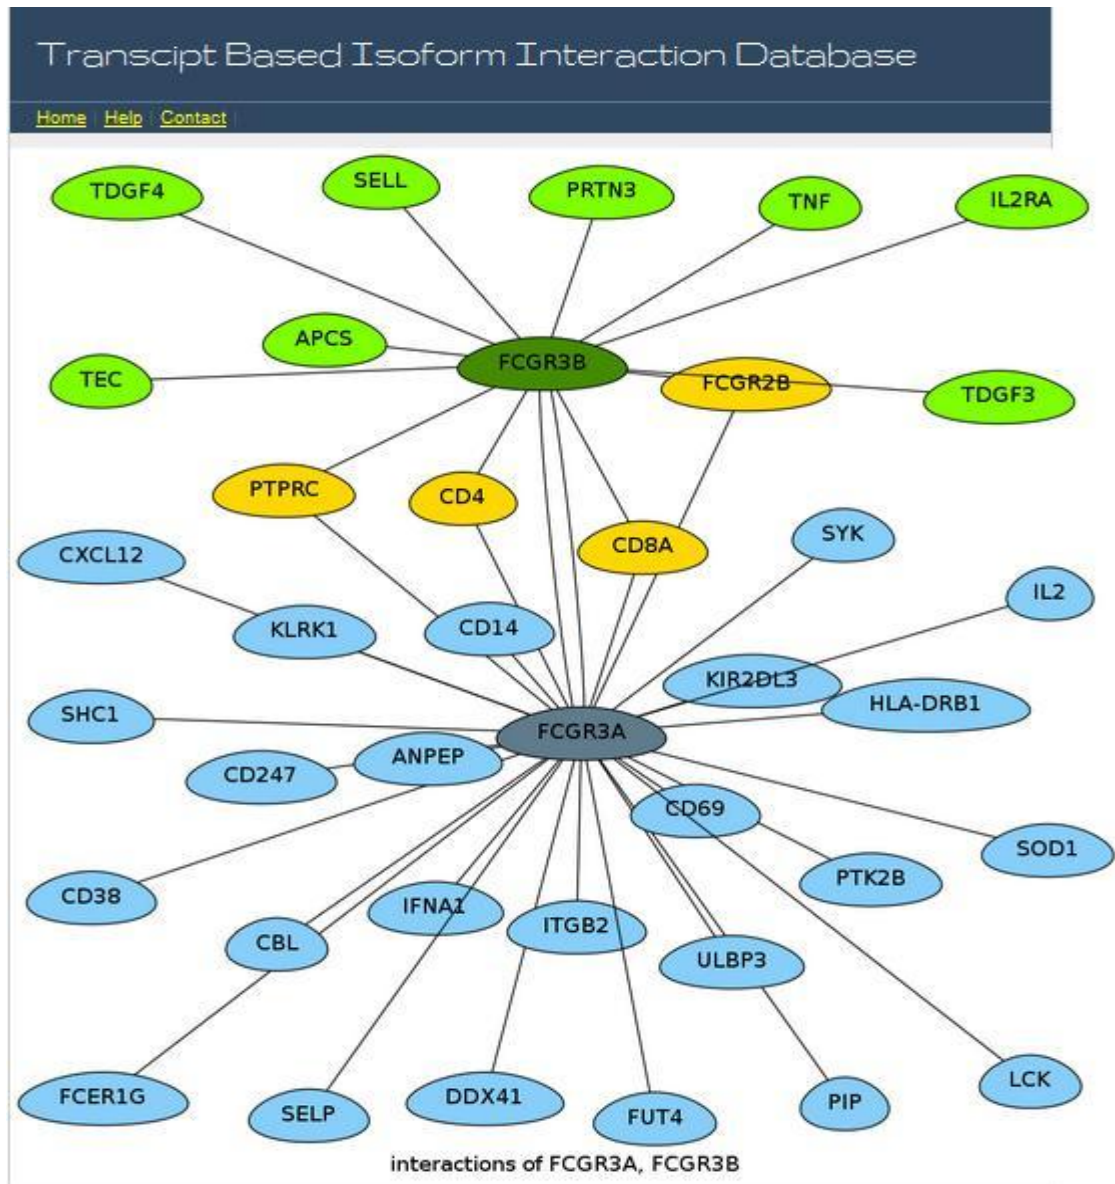 Transcipt Based Isoform Interaction Database
Home Help Contact
TDGF4
SELL
PRTN3
TNF
IL2RA
APCS
FCGR3B
TEC
FCGR2B
TDGF3
PTPRC
CD4
CD8A
SYK
CXCL12
IL2
KLRK1
CD14
KIR2DL3
HLA-DRB1
SHC1
FCGR3A
ANPEP
CD247
CD69
SOD1
PTK2B
CD38
IFNA1
ITGB2
CBL
ULBP3
FCER1G
SELP
DDX41
FUT4
PIP
LCK
interactions of FCGR3A, FCGR3B